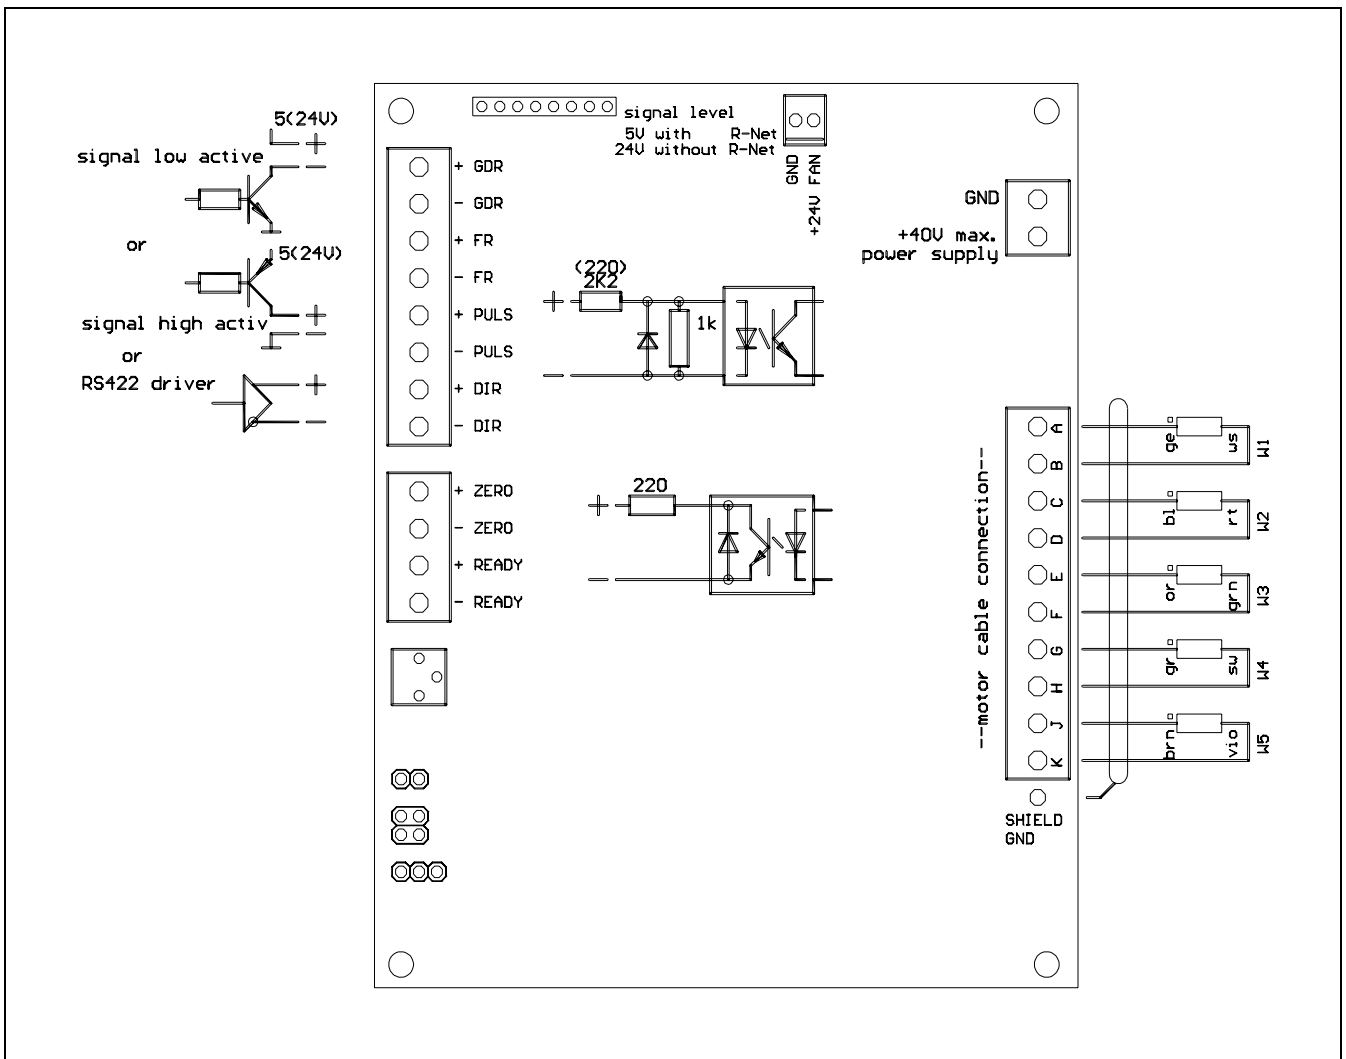 5(24V)
signal low active
or
5(24V)
signal high activ
or
RS422 driver
signal level
5V with R-Net
24V without R-Net
GND
+24V FAN
+ GDR
- GDR
+ FR
- FR
+ PULS
- PULS
+ DIR
- DIR
(220)
2K2
1k
+ ZERO
- ZERO
+ READY
- READY
220
GND
+40V max.
power supply
--motor cable connection--
A
B
C
D
E
F
G
H
J
K
SHIELD
GND
ge ws W1
bl rt W2
or grn W3
gr sw W4
brn vio W5